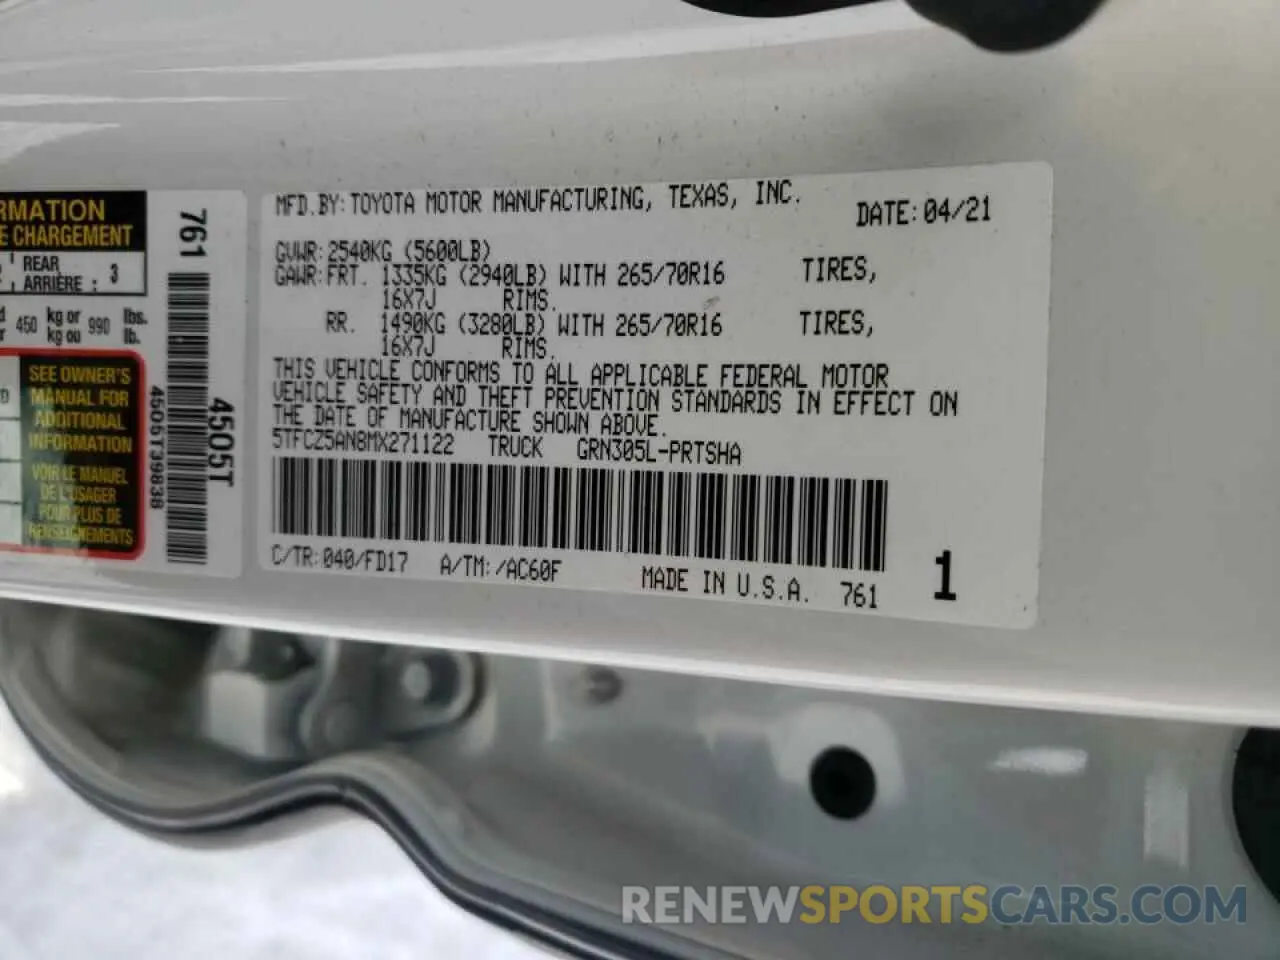 RMATION
E CHARGEMENT
REAR
ARRIÈRE : 3
450 kg or 990 lbs.
kg ou lb.
SEE OWNER'S
MANUAL FOR
ADDITIONAL
INFORMATION
VOIR LE MANUEL
DE L'USAGER
POUR PLUS DE
RENSEIGNEMENTS
761
4505T
4505T39838
MFD.BY:TOYOTA MOTOR MANUFACTURING, TEXAS, INC. DATE:04/21
GVWR:2540KG (5600LB)
GAWR:FRT. 1335KG (2940LB) WITH 265/70R16 TIRES,
16X7J RIMS.
RR. 1490KG (3280LB) WITH 265/70R16 TIRES,
16X7J RIMS.
THIS VEHICLE CONFORMS TO ALL APPLICABLE FEDERAL MOTOR
VEHICLE SAFETY AND THEFT PREVENTION STANDARDS IN EFFECT ON
THE DATE OF MANUFACTURE SHOWN ABOVE.
5TFCZ5AN8MX271122 TRUCK GRN305L-PRTSHA
C/TR:040/FD17 A/TM:/AC60F MADE IN U.S.A. 761 1
RENEWSPORTSCARS.COM